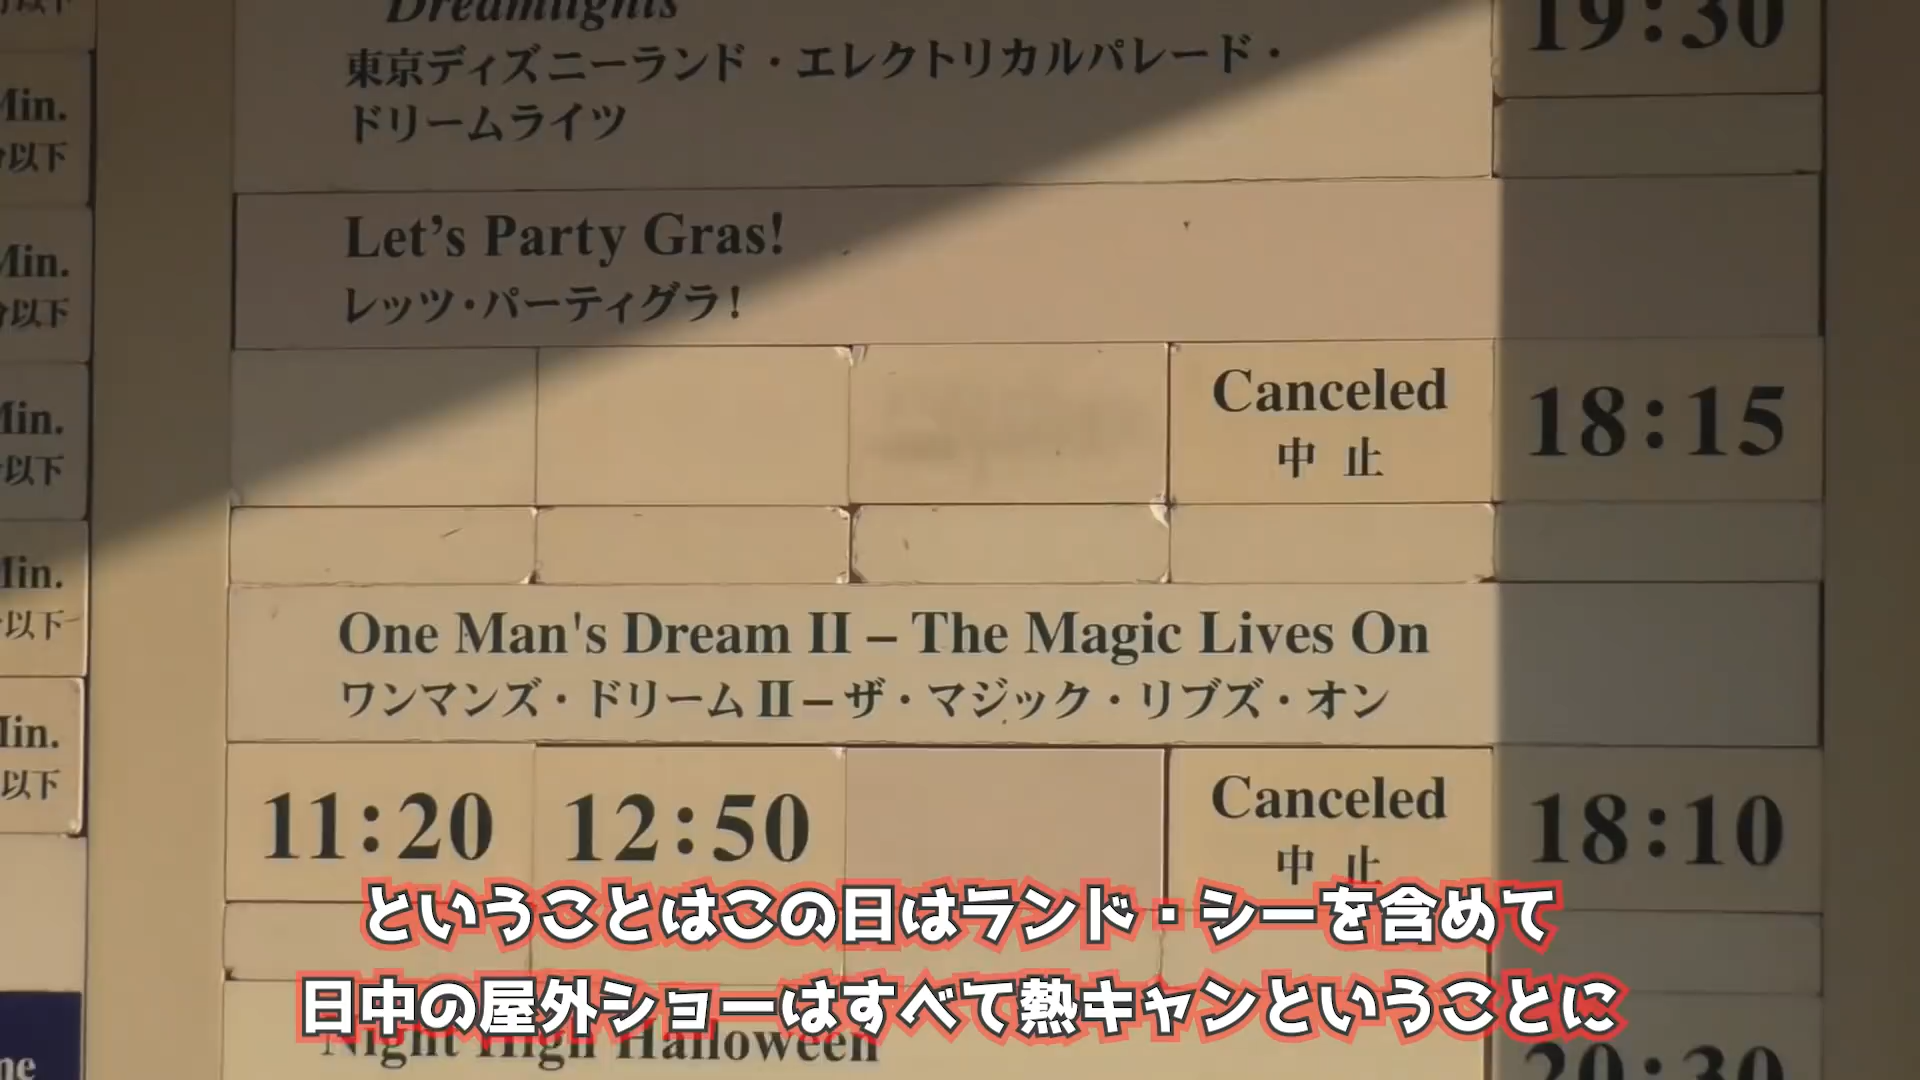 Dreamlights
東京ディズニーランド・エレクトリカルパレード・
ドリームライツ
19:30
Let's Party Gras!
レッツ・パーティグラ!
Canceled
中 止
18:15
One Man's Dream II – The Magic Lives On
ワンマンズ・ドリームII－ザ・マジック・リブズ・オン
11:20
12:50
Canceled
中 止
18:10
Night High Halloween
20:30
Min.
以下
Min.
以下
Min.
以下
Min.
以下
Min.
以下
ということはこの日はランド・シーを含めて
日中の屋外ショーはすべて熱キャンということに